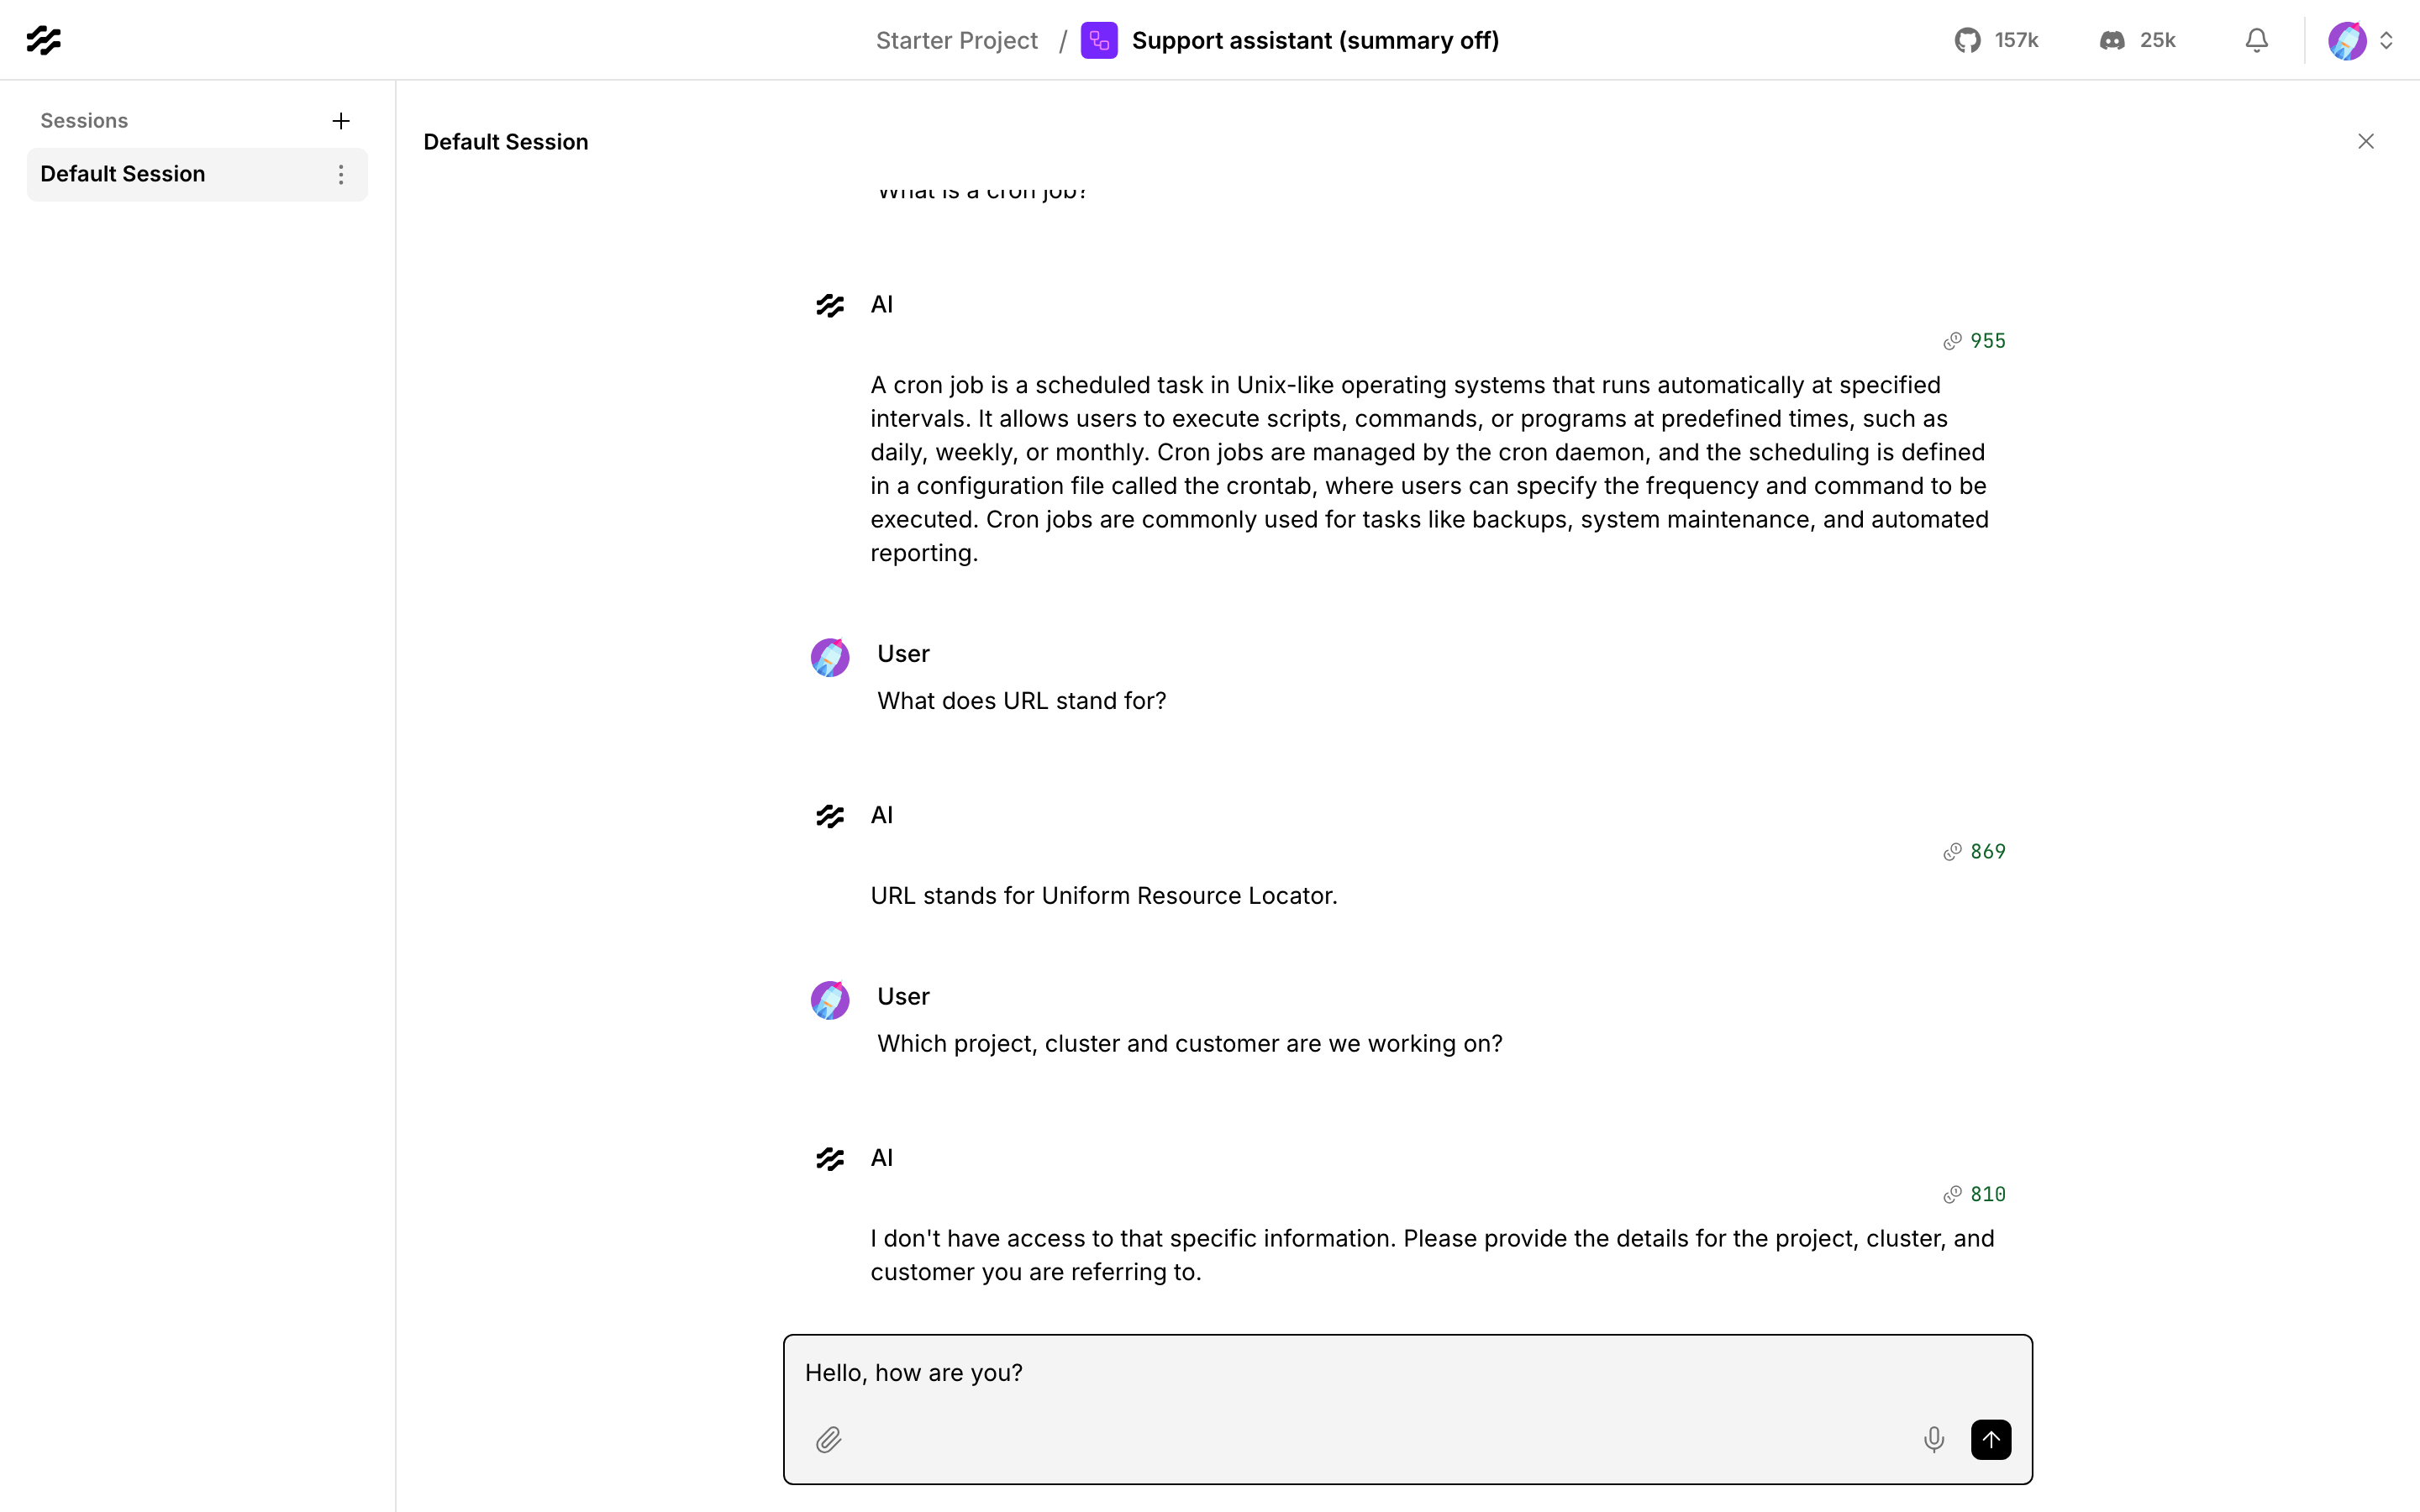 Starter Project / Support assistant (summary off)
157k
25k
Sessions
Default Session
Default Session
What is a cron job?
AI
955
A cron job is a scheduled task in Unix-like operating systems that runs automatically at specified
intervals. It allows users to execute scripts, commands, or programs at predefined times, such as
daily, weekly, or monthly. Cron jobs are managed by the cron daemon, and the scheduling is defined
in a configuration file called the crontab, where users can specify the frequency and command to be
executed. Cron jobs are commonly used for tasks like backups, system maintenance, and automated
reporting.
User
What does URL stand for?
AI
869
URL stands for Uniform Resource Locator.
User
Which project, cluster and customer are we working on?
AI
810
I don't have access to that specific information. Please provide the details for the project, cluster, and
customer you are referring to.
Hello, how are you?